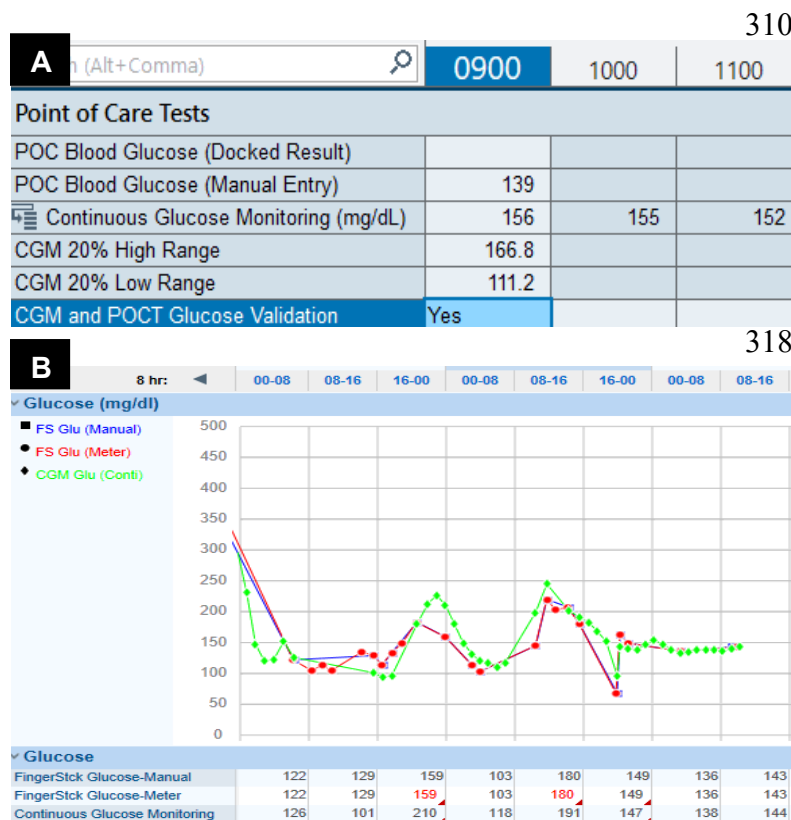 310
A n (Alt+Comma) 0900 1000 1100
Point of Care Tests
POC Blood Glucose (Docked Result)
POC Blood Glucose (Manual Entry) 139
Continuous Glucose Monitoring (mg/dL) 156 155 152
CGM 20% High Range 166.8
CGM 20% Low Range 111.2
CGM and POCT Glucose Validation Yes
318
B 8 hr: 00-08 08-16 16-00 00-08 08-16 16-00 00-08 08-16
Glucose (mg/dl)
FS Glu (Manual)
FS Glu (Meter)
CGM Glu (Conti)
500
450
400
350
300
250
200
150
100
50
0
Glucose
FingerStck Glucose-Manual 122 129 159 103 180 149 136 143
FingerStck Glucose-Meter 122 129 159 103 180 149 136 143
Continuous Glucose Monitoring 126 101 210 118 191 147 138 144